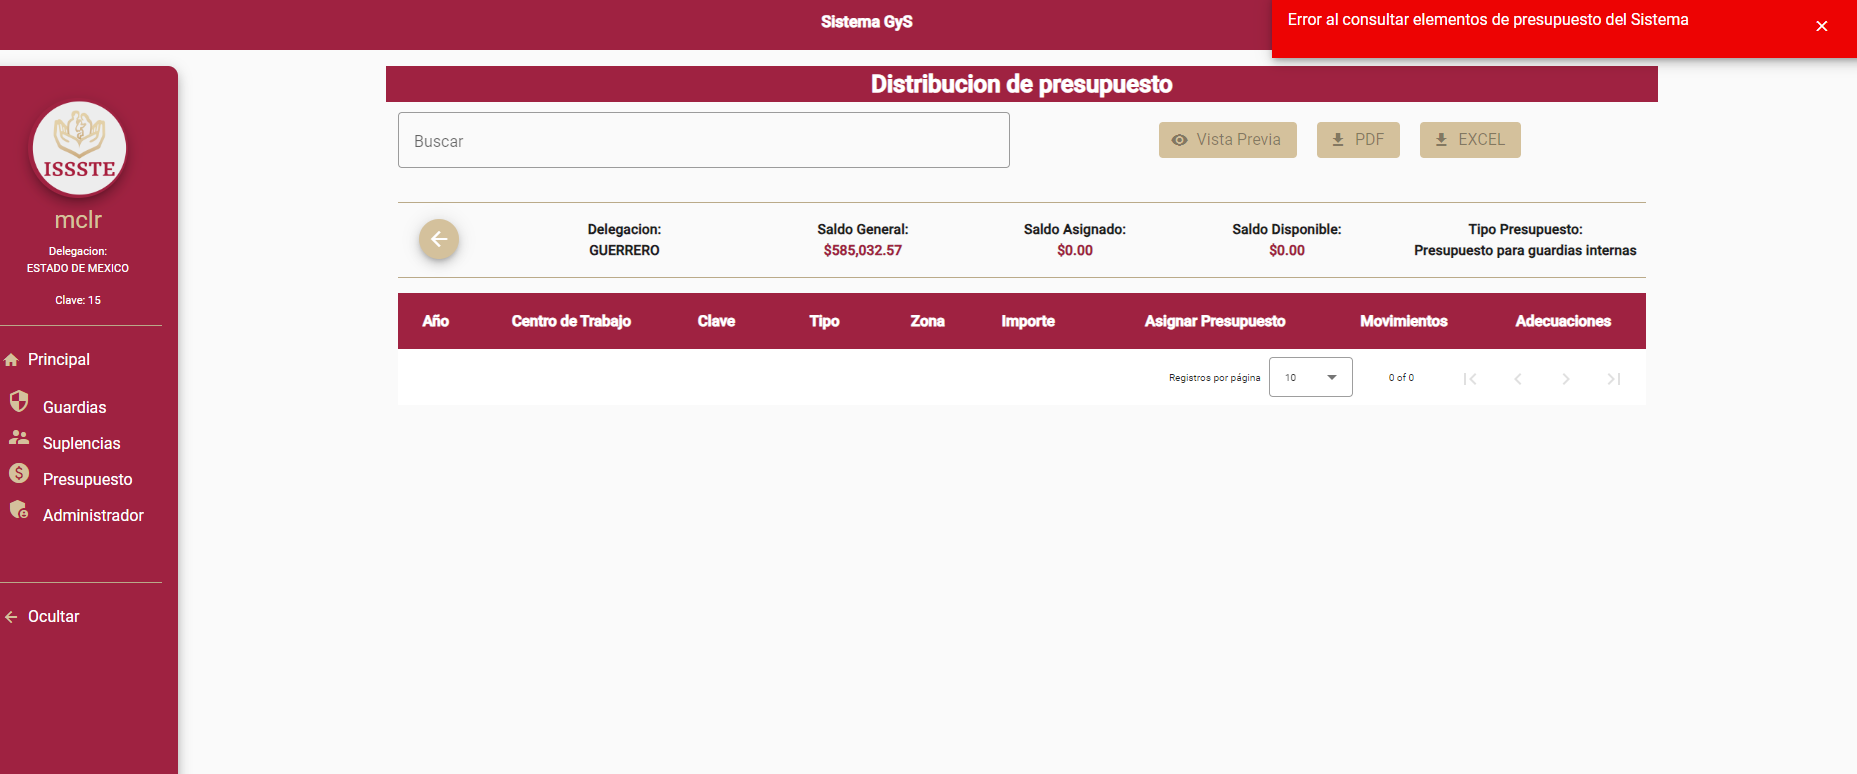 Sistema GyS
Error al consultar elementos de presupuesto del Sistema
ISSSTE
mclr
Delegacion:
ESTADO DE MEXICO
Clave: 15
Principal
Guardias
Suplencias
Presupuesto
Administrador
Ocultar
Distribucion de presupuesto
Buscar
Vista Previa
PDF
EXCEL
Delegacion:
GUERRERO
Saldo General:
$585,032.57
Saldo Asignado:
$0.00
Saldo Disponible:
$0.00
Tipo Presupuesto:
Presupuesto para guardias internas
Año Centro de Trabajo Clave Tipo Zona Importe Asignar Presupuesto Movimientos Adecuaciones
Registros por página 10 0 of 0